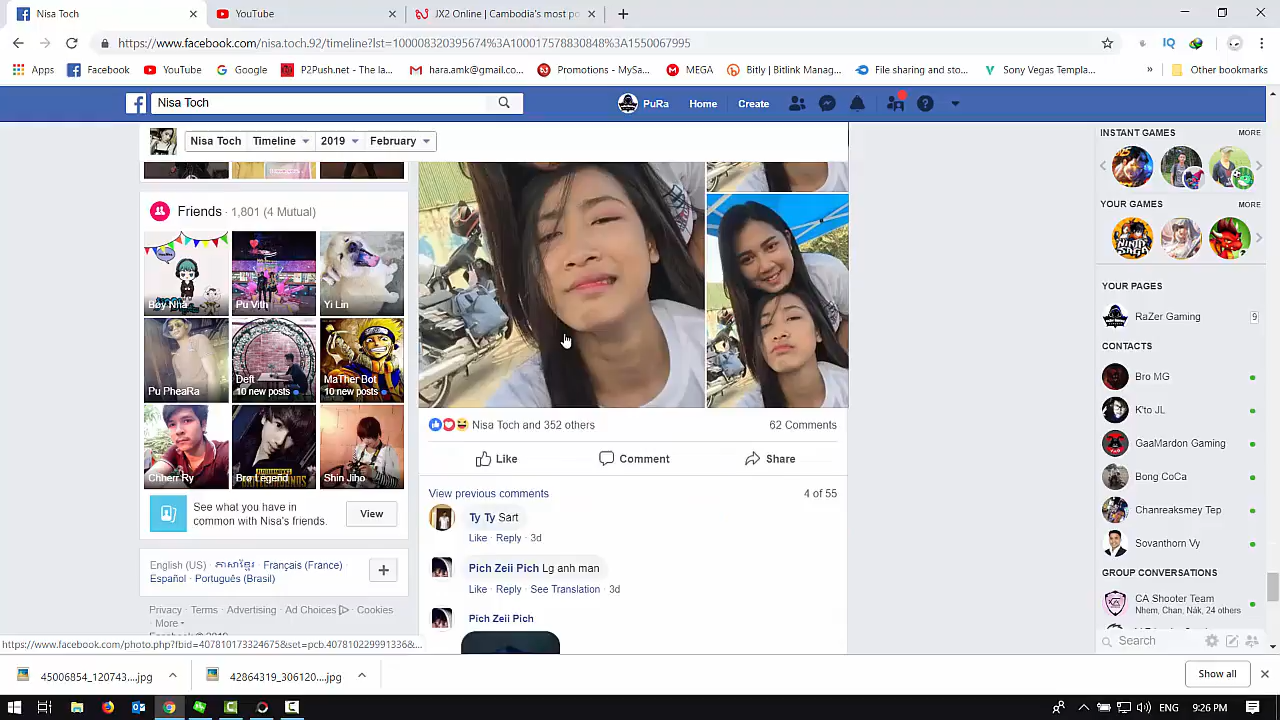 Nisa Toch
YouTube
JX2 Online | Cambodia's most po
https://www.facebook.com/nisa.toch.92/timeline?lst=100008320395674%3A100017578830848%3A1550067995
Apps
Facebook
YouTube
Google
P2Push.net - The la...
hara.amk@gmail.co...
Promotions - MySa...
MEGA
Bitly | Bitlink Manag...
File sharing and sto...
Sony Vegas Templa...
»
Other bookmarks
Nisa Toch
PuRa
Home
Create
Nisa Toch
Timeline
2019
February
INSTANT GAMES
MORE
YOUR GAMES
MORE
YOUR PAGES
RaZer Gaming
9
CONTACTS
Bro MG
K'to JL
GaaMardon Gaming
Bong CoCa
Chanreaksmey Tep
Sovanthorn Vy
GROUP CONVERSATIONS
CA Shooter Team
Nhem, Chan, Nák, 24 others
Search
Friends · 1,801 (4 Mutual)
Boy Nha
Pu Vith
Yi Lin
Pu PheaRa
Deft
10 new posts
MaTher Bot
10 new posts
Chherr Ry
Bro Legend
Shin Jiho
See what you have in
common with Nisa's friends.
View
English (US) · ភាសាខ្មែរ · Français (France) ·
Español · Português (Brasil)
Privacy · Terms · Advertising · Ad Choices · Cookies ·
More
Nisa Toch and 352 others
62 Comments
Like
Comment
Share
View previous comments
4 of 55
Ty Ty Sart
Like · Reply · 3d
Pich Zeii Pich Lg anh man
Like · Reply · See Translation · 3d
Pich Zeii Pich
https://www.facebook.com/photo.php?fbid=407810173324675&set=pcb.407810229991336&...
45006854_120743....jpg
42864319_306120....jpg
Show all
ENG
9:26 PM